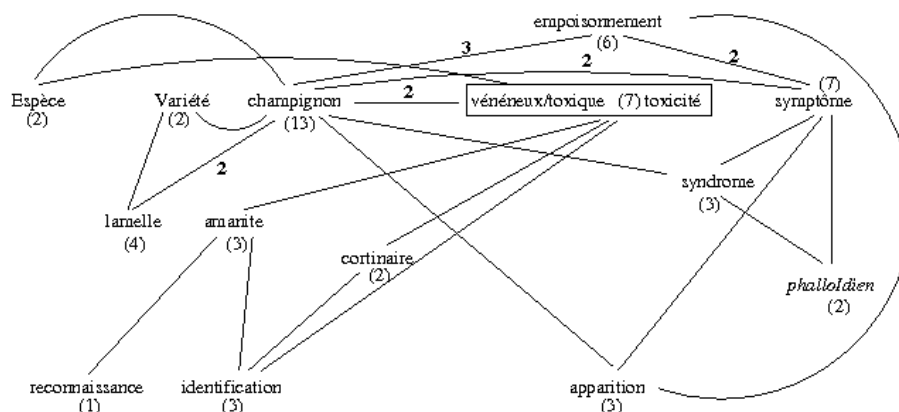 empoisonnement
(6)
3
2
2
Espèce
(2)
Variété
(2)
champignon
(13)
2
vénéneux/toxique (7) toxicité
(7)
symptôme
2
syndrome
(3)
lamelle
(4)
amanite
(3)
cortinaire
(2)
phalloIdien
(2)
reconnaissance
(1)
identification
(3)
apparition
(3)